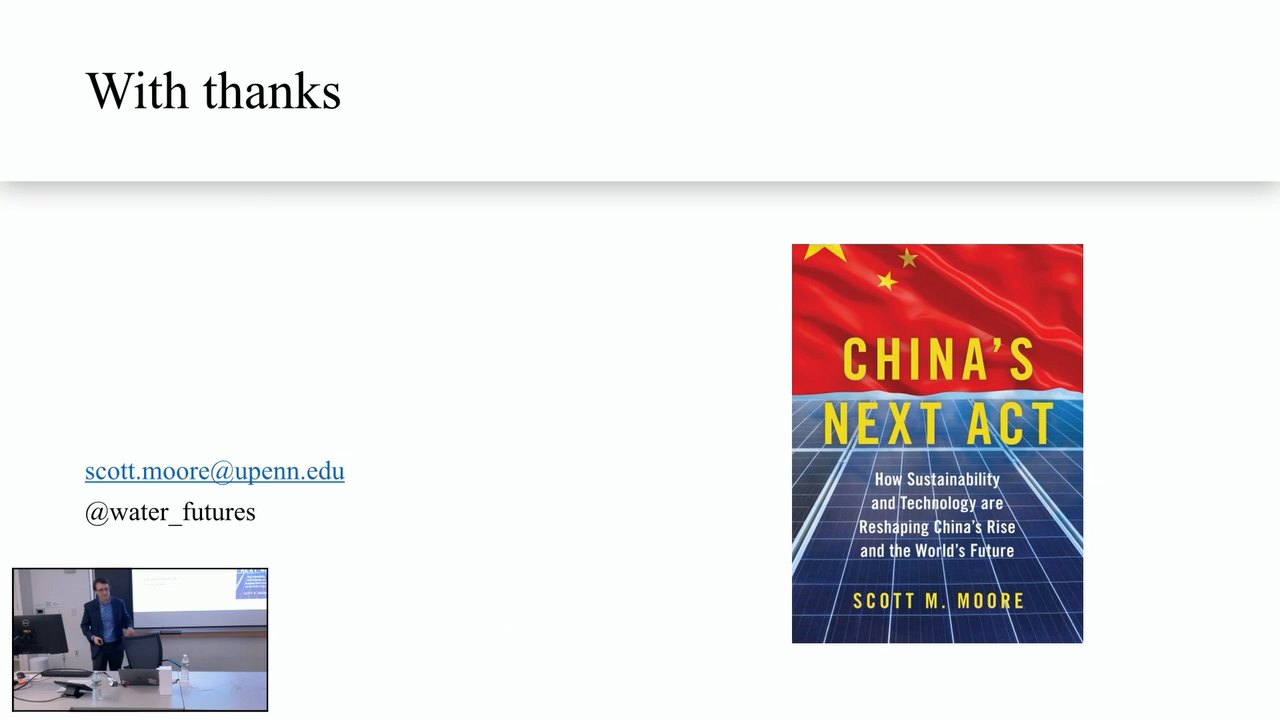 With thanks
scott.moore@upenn.edu
@water_futures
CHINA'S
NEXT ACT
How Sustainability
and Technology are
Reshaping China's Rise
and the World's Future
SCOTT M. MOORE